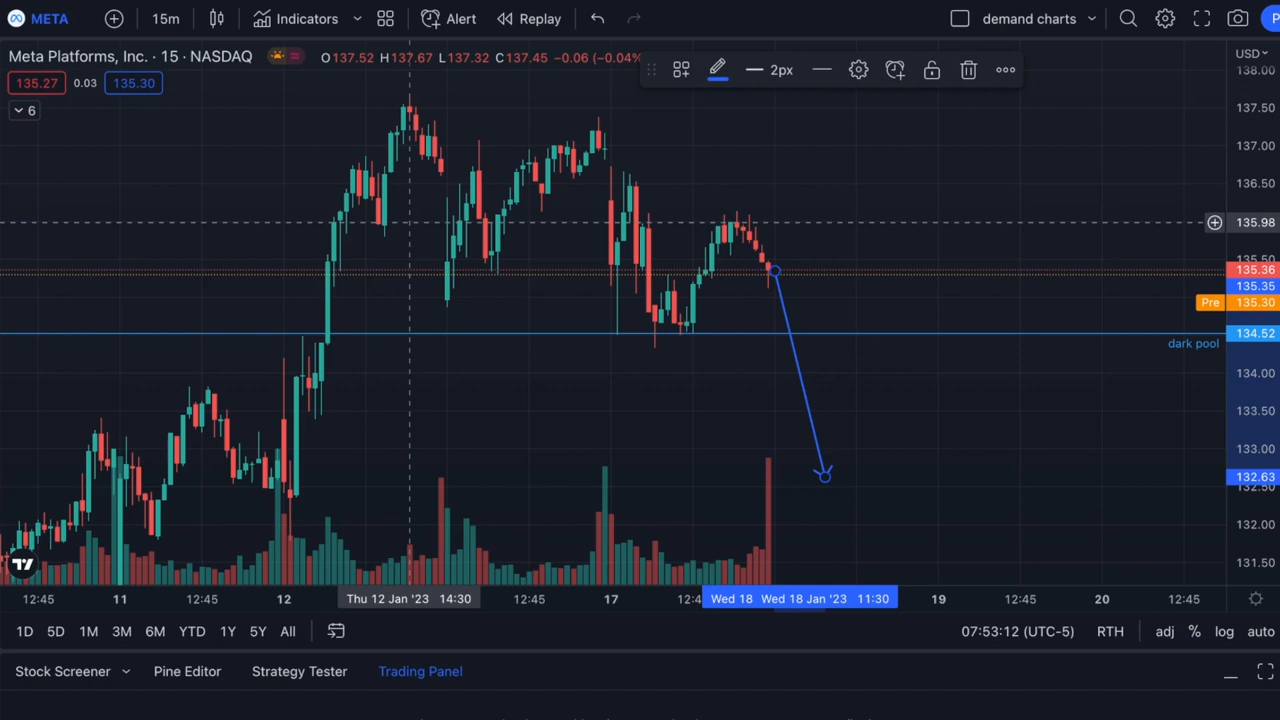 META 15m Indicators Alert Replay demand charts P
Meta Platforms, Inc. · 15 · NASDAQ O137.52 H137.67 L137.32 C137.45 −0.06 (−0.04% 2px USD
138.00
135.27 0.03 135.30
6
137.50
137.00
136.50
135.98
135.50
135.36
135.35
Pre 135.30
134.52
dark pool
134.00
133.50
133.00
132.63
132.50
132.00
131.50
12:45 11 12:45 12 Thu 12 Jan '23 14:30 12:45 17 12:4 Wed 18 Wed 18 Jan '23 11:30 19 12:45 20 12:45
1D 5D 1M 3M 6M YTD 1Y 5Y All 07:53:12 (UTC-5) RTH adj % log auto
Stock Screener Pine Editor Strategy Tester Trading Panel